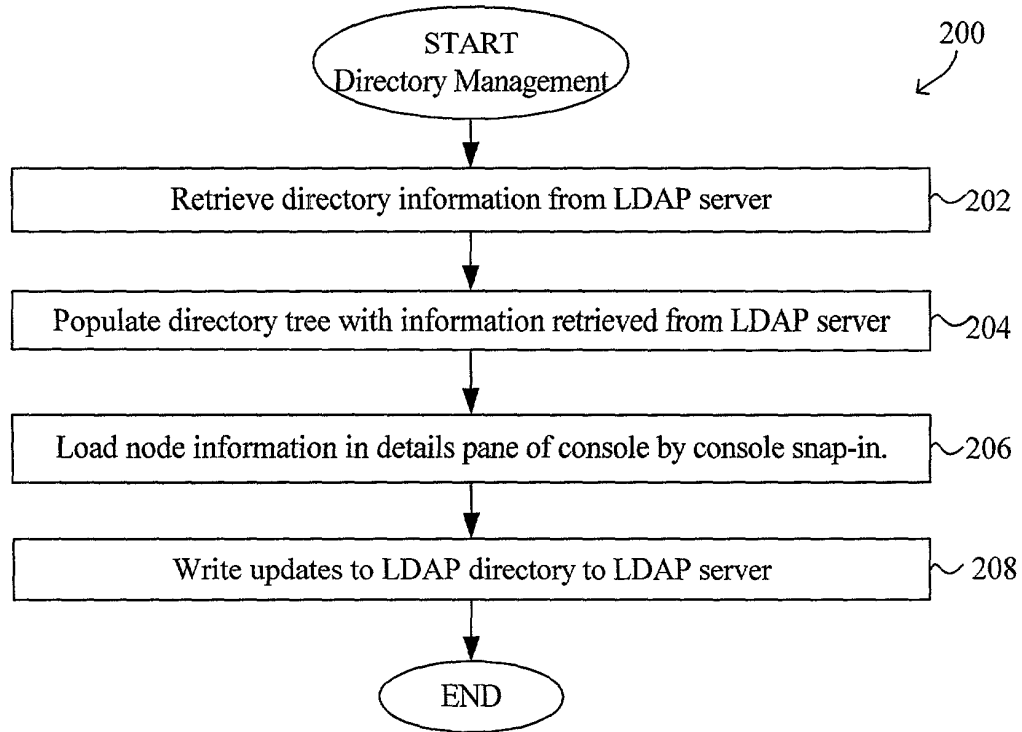 START
Directory Management
200
Retrieve directory information from LDAP server
202
Populate directory tree with information retrieved from LDAP server
204
Load node information in details pane of console by console snap-in.
206
Write updates to LDAP directory to LDAP server
208
END